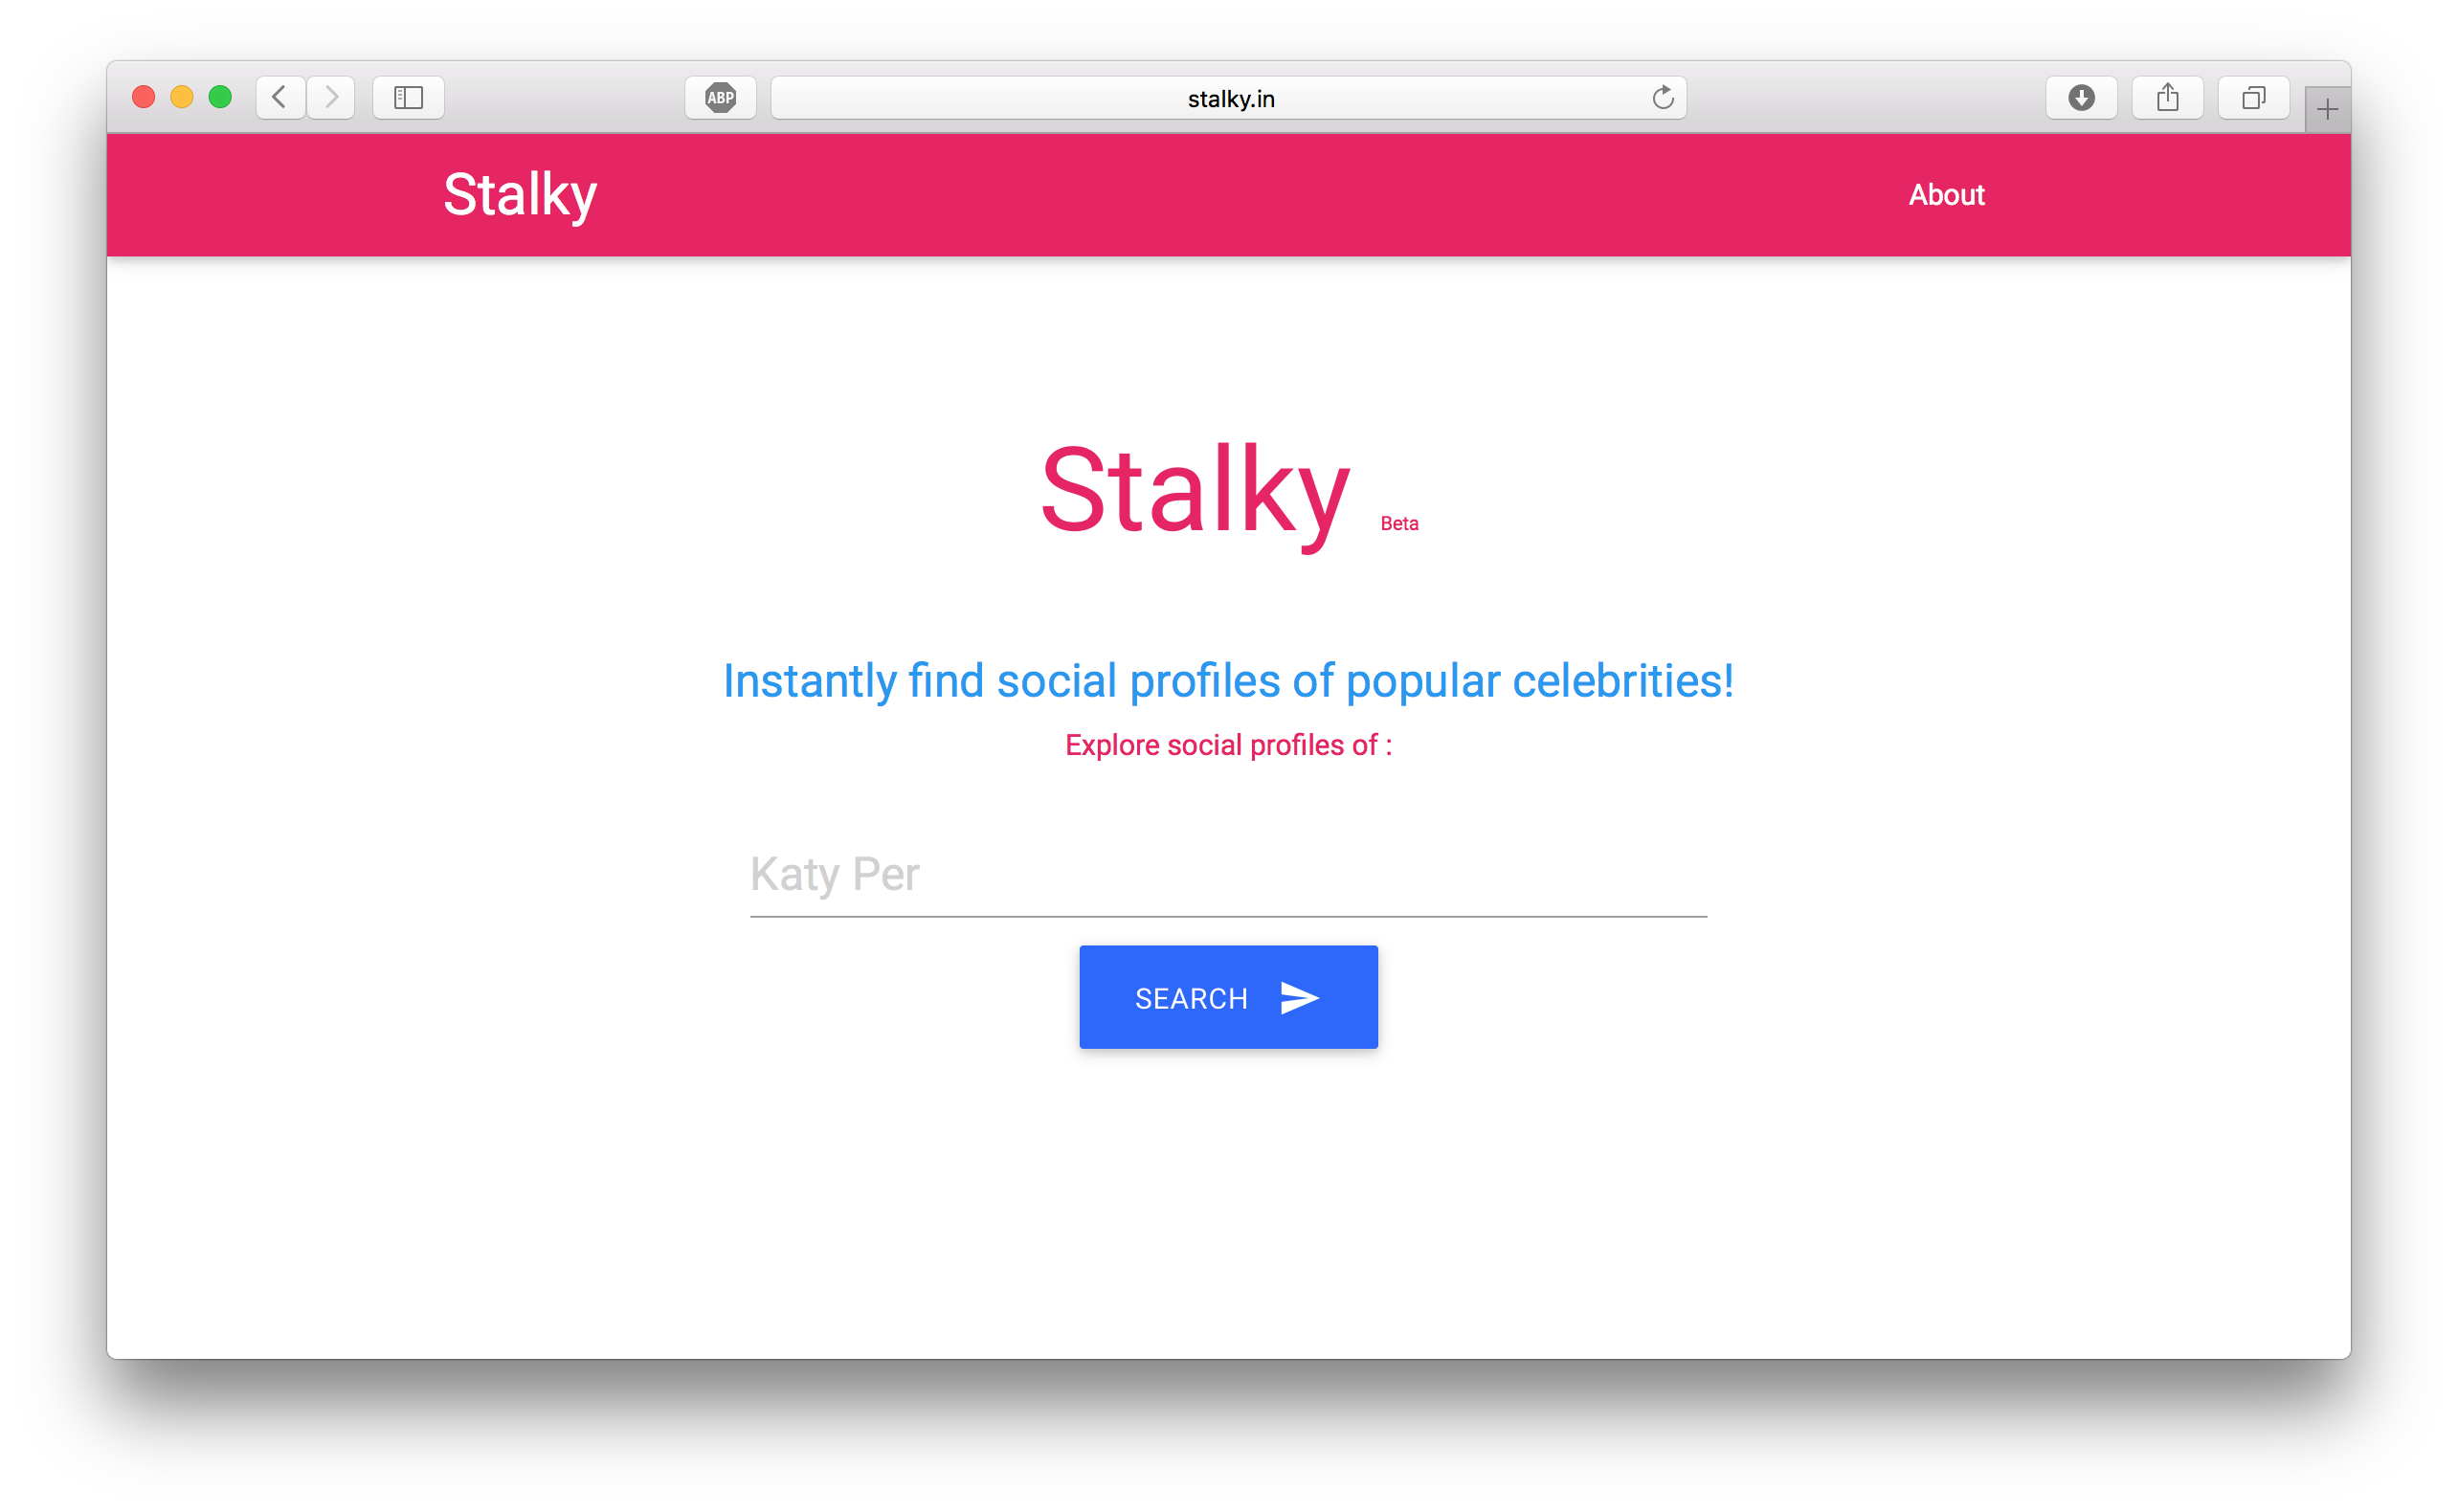 ABP
stalky.in
Stalky
About
Stalky Beta
Instantly find social profiles of popular celebrities!
Explore social profiles of :
Katy Per
SEARCH